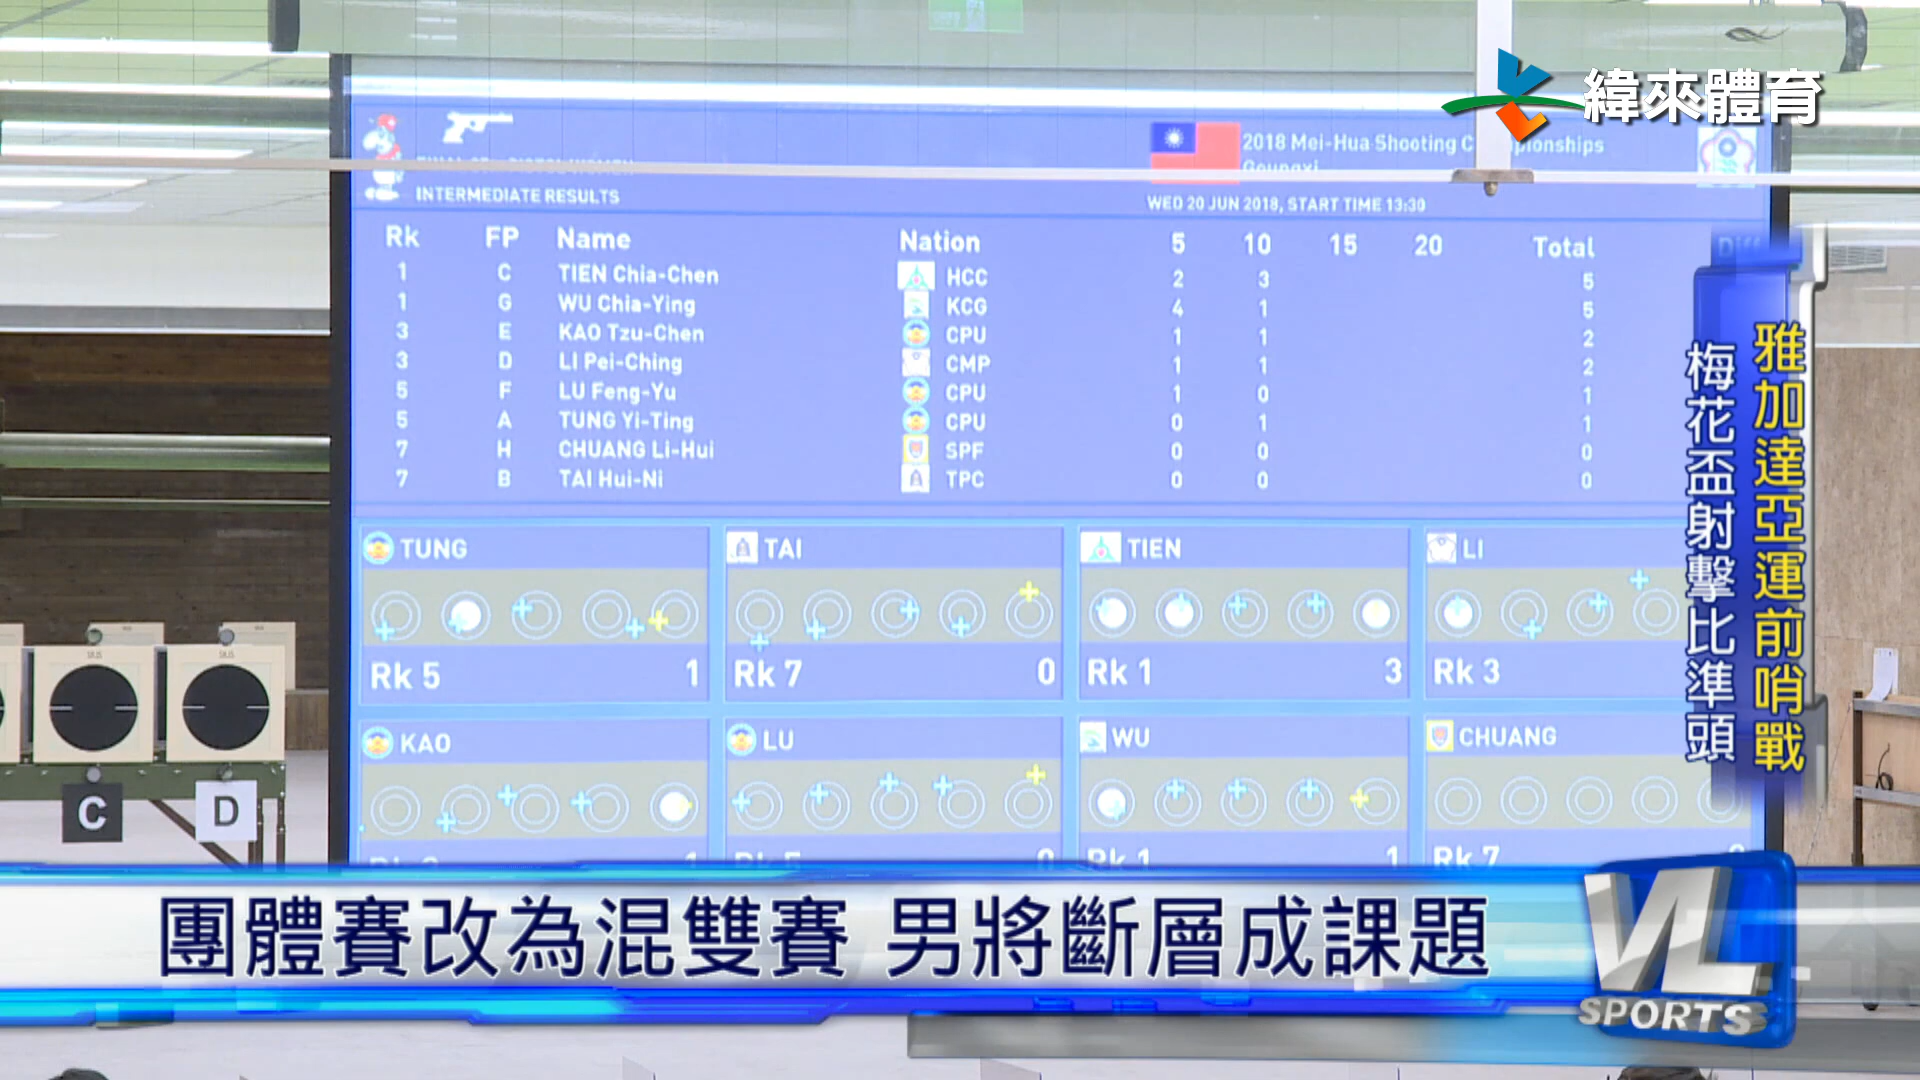 緯來體育
2018 Mei-Hua Shooting
INTERMEDIATE RESULTS
WED 20 JUN 2018, START TIME 13:30
Rk FP Name Nation 5 10 15 20 Total
1 C TIEN Chia-Chen HCC 2 3 5
1 G WU Chia-Ying KCG 4 1 5
3 E KAO Tzu-Chen CPU 1 1 2
3 D LI Pei-Ching CMP 1 1 2
5 F LU Feng-Yu CPU 1 0 1
5 A TUNG Yi-Ting CPU 0 1 1
7 H CHUANG Li-Hui SPF 0 0 0
7 B TAI Hui-Ni TPC 0 0 0
TUNG
Rk 5 1
TAI
Rk 7 0
TIEN
Rk 1 3
LI
Rk 3
KAO
LU
WU
Rk 1 1
CHUANG
Rk 7
C
D
雅加達亞運前哨戰
梅花盃射擊比準頭
團體賽改為混雙賽 男將斷層成課題
VL
SPORTS